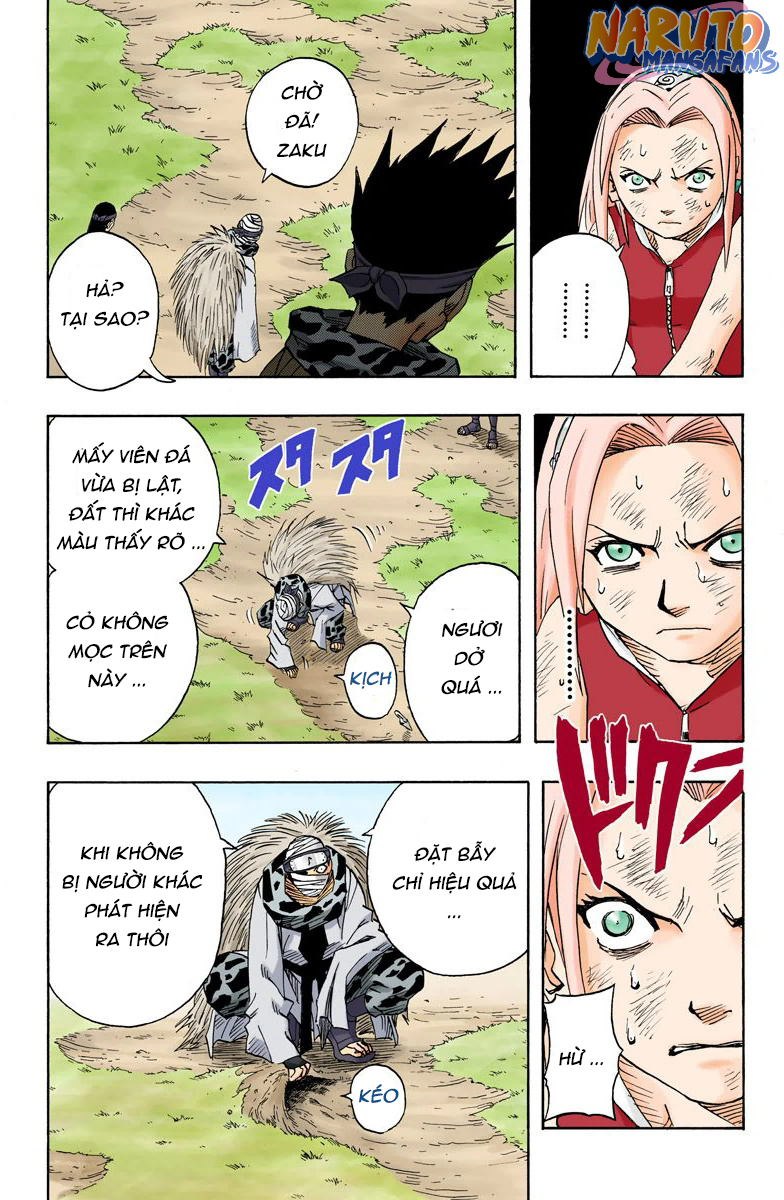 NARUTO
MANGAFANS
CHỜ
ĐÃ!
ZAKU
HẢ?
TẠI SAO?
⋮⋮
MẤY VIÊN ĐÁ
VỪA BỊ LẬT,
ĐẤT THÌ KHÁC
MÀU THẤY RÕ ...
CỎ KHÔNG
MỌC TRÊN
NÀY ...
スタ
スタ
KỊCH
NGƯƠI
DỞ
QUÁ ...
⋮⋮
KHI KHÔNG
BỊ NGƯỜI KHÁC
PHÁT HIỆN
RA THÔI
ĐẶT BẪY
CHỈ HIỆU QUẢ
...
KÉO
ドクン
HỪ ...